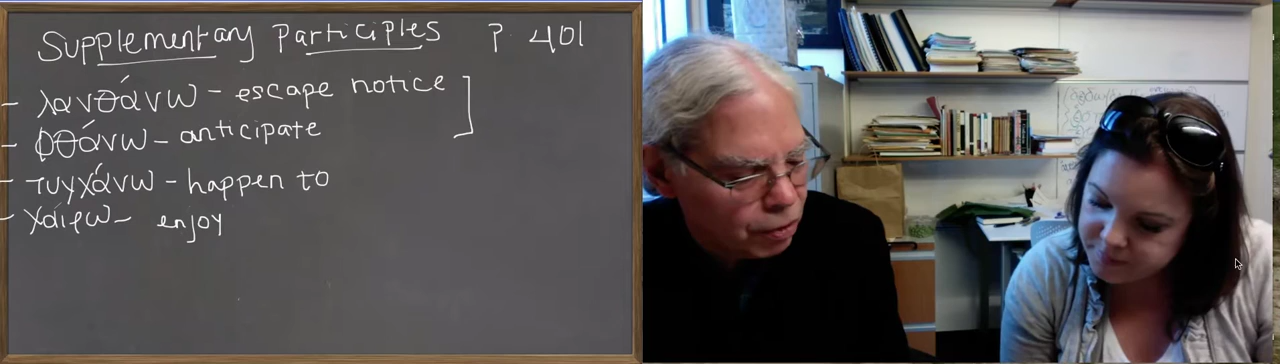 Supplementary Participles P. 401
– λανθάνω – escape notice
– φθάνω – anticipate
– τυγχάνω – happen to
– χαίρω – enjoy